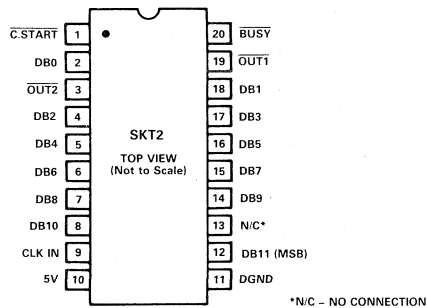 C.START 1 20 BUSY
DB0 2 19 OUT1
OUT2 3 18 DB1
DB2 4 17 DB3
DB4 5 16 DB5
DB6 6 15 DB7
DB8 7 14 DB9
DB10 8 13 N/C*
CLK IN 9 12 DB11 (MSB)
5V 10 11 DGND
SKT2
TOP VIEW
(Not to Scale)
*N/C – NO CONNECTION